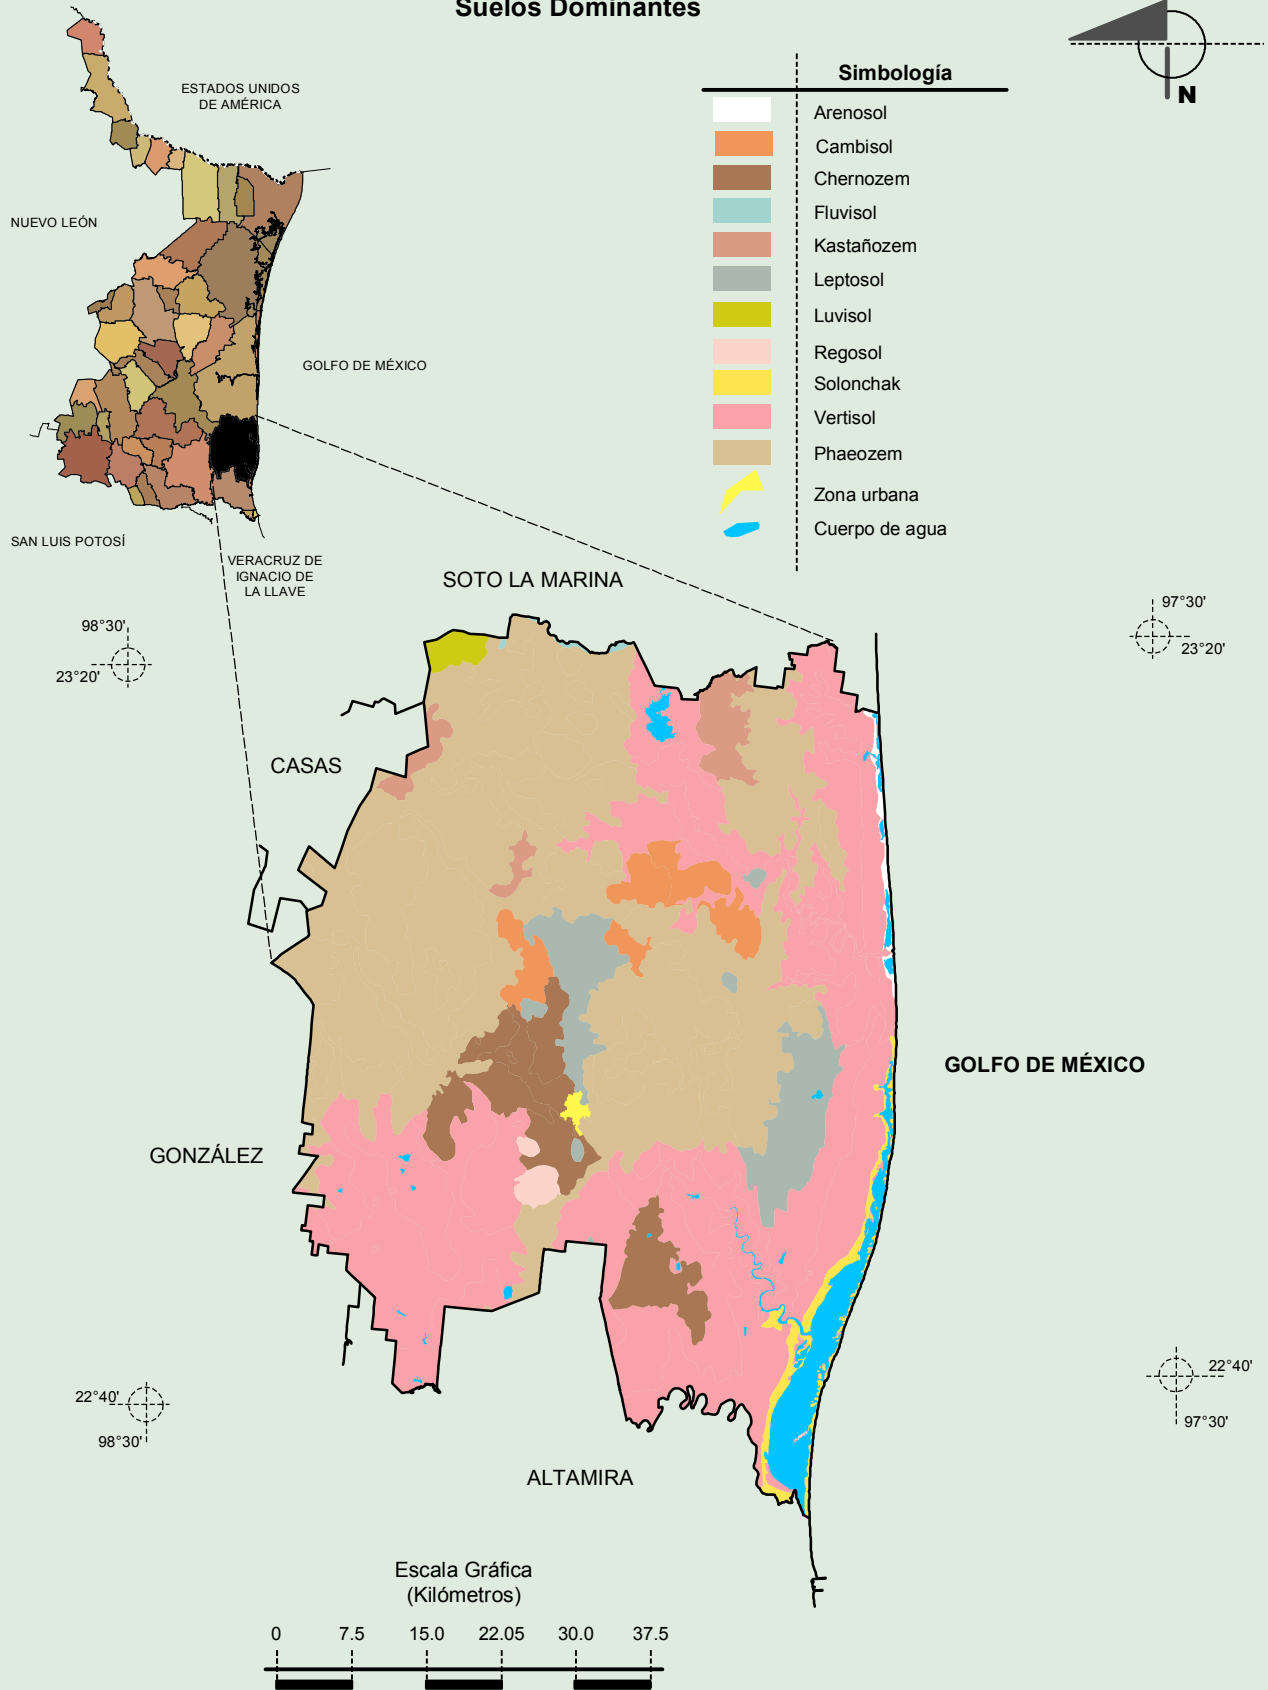 Suelos Dominantes
N
ESTADOS UNIDOS
DE AMÉRICA
NUEVO LEÓN
GOLFO DE MÉXICO
SAN LUIS POTOSÍ
VERACRUZ DE
IGNACIO DE
LA LLAVE
Simbología
Arenosol
Cambisol
Chernozem
Fluvisol
Kastañozem
Leptosol
Luvisol
Regosol
Solonchak
Vertisol
Phaeozem
Zona urbana
Cuerpo de agua
SOTO LA MARINA
98°30'
23°20'
97°30'
23°20'
CASAS
GOLFO DE MÉXICO
GONZÁLEZ
22°40'
98°30'
22°40'
97°30'
ALTAMIRA
Escala Gráfica
(Kilómetros)
0 7.5 15.0 22.05 30.0 37.5